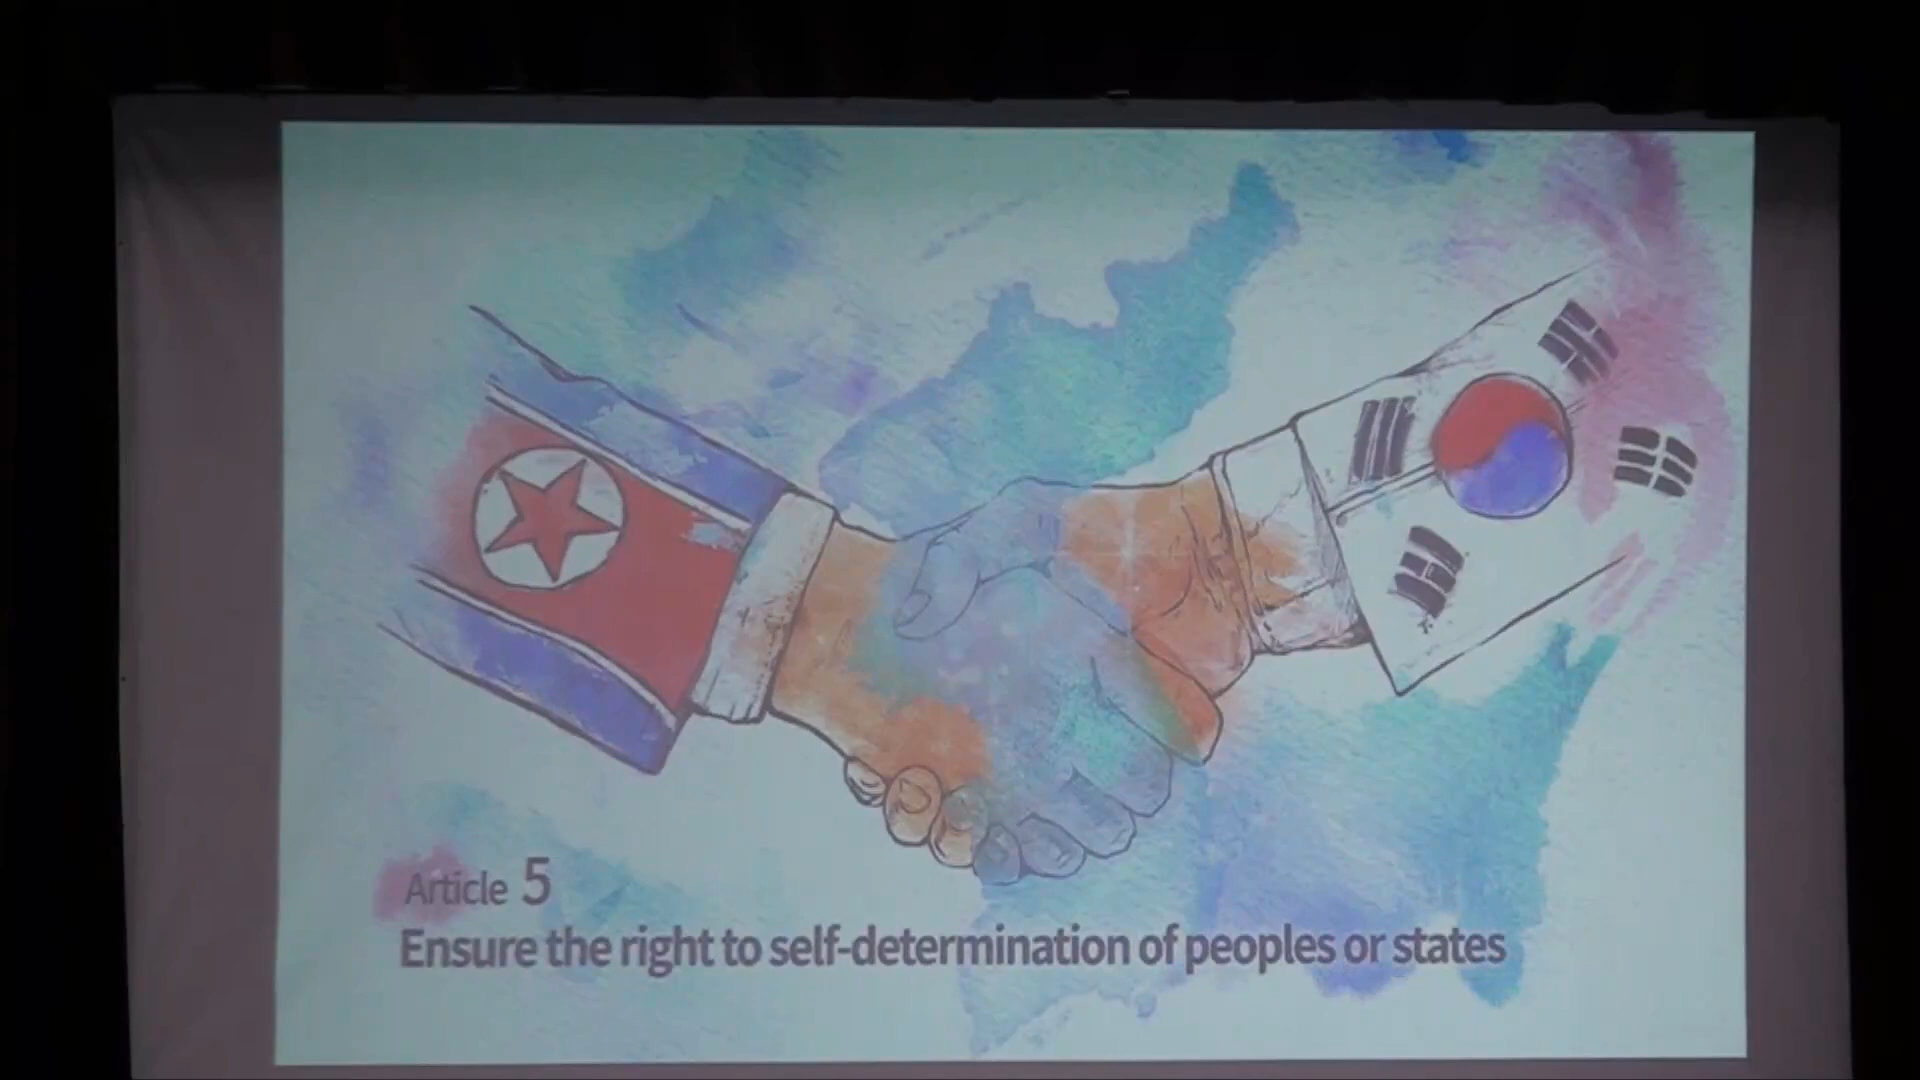 Article 5
Ensure the right to self-determination of peoples or states